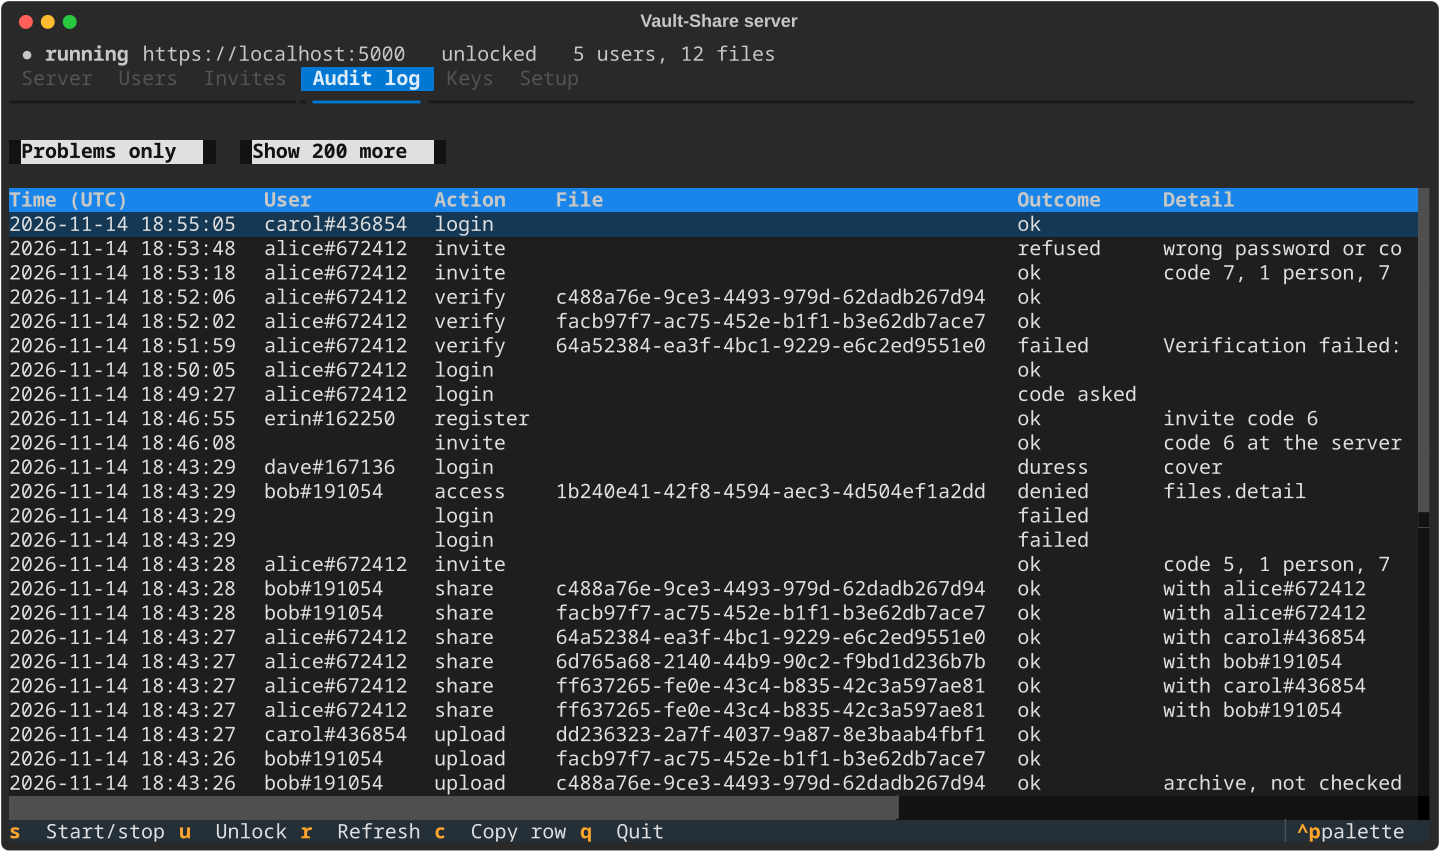 Vault-Share server
● running https://localhost:5000 unlocked 5 users, 12 files
Server Users Invites Audit log Keys Setup
Problems only Show 200 more
Time (UTC) User Action File Outcome Detail
2026-11-14 18:55:05 carol#436854 login ok
2026-11-14 18:53:48 alice#672412 invite refused wrong password or co
2026-11-14 18:53:18 alice#672412 invite ok code 7, 1 person, 7
2026-11-14 18:52:06 alice#672412 verify c488a76e-9ce3-4493-979d-62dadb267d94 ok
2026-11-14 18:52:02 alice#672412 verify facb97f7-ac75-452e-b1f1-b3e62db7ace7 ok
2026-11-14 18:51:59 alice#672412 verify 64a52384-ea3f-4bc1-9229-e6c2ed9551e0 failed Verification failed:
2026-11-14 18:50:05 alice#672412 login ok
2026-11-14 18:49:27 alice#672412 login code asked
2026-11-14 18:46:55 erin#162250 register ok invite code 6
2026-11-14 18:46:08 invite ok code 6 at the server
2026-11-14 18:43:29 dave#167136 login duress cover
2026-11-14 18:43:29 bob#191054 access 1b240e41-42f8-4594-aec3-4d504ef1a2dd denied files.detail
2026-11-14 18:43:29 login failed
2026-11-14 18:43:29 login failed
2026-11-14 18:43:28 alice#672412 invite ok code 5, 1 person, 7
2026-11-14 18:43:28 bob#191054 share c488a76e-9ce3-4493-979d-62dadb267d94 ok with alice#672412
2026-11-14 18:43:28 bob#191054 share facb97f7-ac75-452e-b1f1-b3e62db7ace7 ok with alice#672412
2026-11-14 18:43:27 alice#672412 share 64a52384-ea3f-4bc1-9229-e6c2ed9551e0 ok with carol#436854
2026-11-14 18:43:27 alice#672412 share 6d765a68-2140-44b9-90c2-f9bd1d236b7b ok with bob#191054
2026-11-14 18:43:27 alice#672412 share ff637265-fe0e-43c4-b835-42c3a597ae81 ok with carol#436854
2026-11-14 18:43:27 alice#672412 share ff637265-fe0e-43c4-b835-42c3a597ae81 ok with bob#191054
2026-11-14 18:43:27 carol#436854 upload dd236323-2a7f-4037-9a87-8e3baab4fbf1 ok
2026-11-14 18:43:26 bob#191054 upload facb97f7-ac75-452e-b1f1-b3e62db7ace7 ok
2026-11-14 18:43:26 bob#191054 upload c488a76e-9ce3-4493-979d-62dadb267d94 ok archive, not checked
s Start/stop u Unlock r Refresh c Copy row q Quit ^p palette